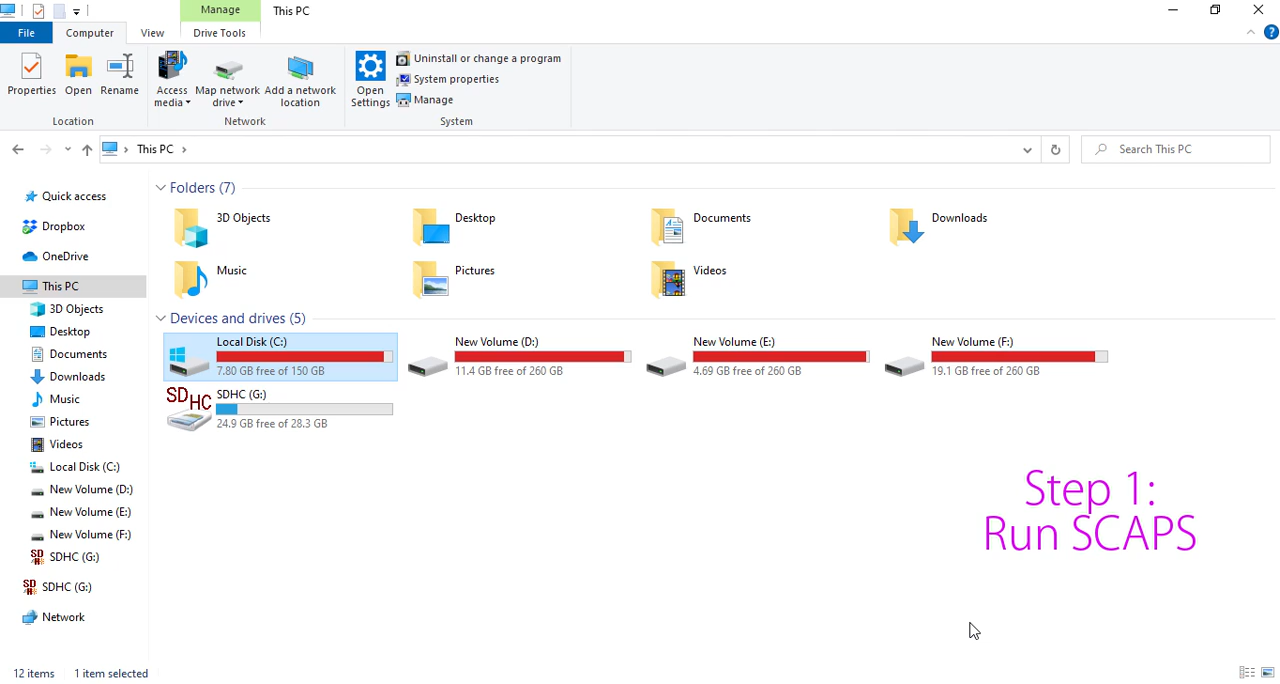 Manage
This PC
File
Computer
View
Drive Tools
Properties
Open
Rename
Access media
Map network drive
Add a network location
Open Settings
Uninstall or change a program
System properties
Manage
Location
Network
System
This PC
Search This PC
Quick access
Dropbox
OneDrive
This PC
3D Objects
Desktop
Documents
Downloads
Music
Pictures
Videos
Local Disk (C:)
New Volume (D:)
New Volume (E:)
New Volume (F:)
SDHC (G:)
SDHC (G:)
Network
Folders (7)
3D Objects
Desktop
Documents
Downloads
Music
Pictures
Videos
Devices and drives (5)
Local Disk (C:)
7.80 GB free of 150 GB
New Volume (D:)
11.4 GB free of 260 GB
New Volume (E:)
4.69 GB free of 260 GB
New Volume (F:)
19.1 GB free of 260 GB
SDHC
SDHC (G:)
24.9 GB free of 28.3 GB
Step 1:
Run SCAPS
12 items
1 item selected